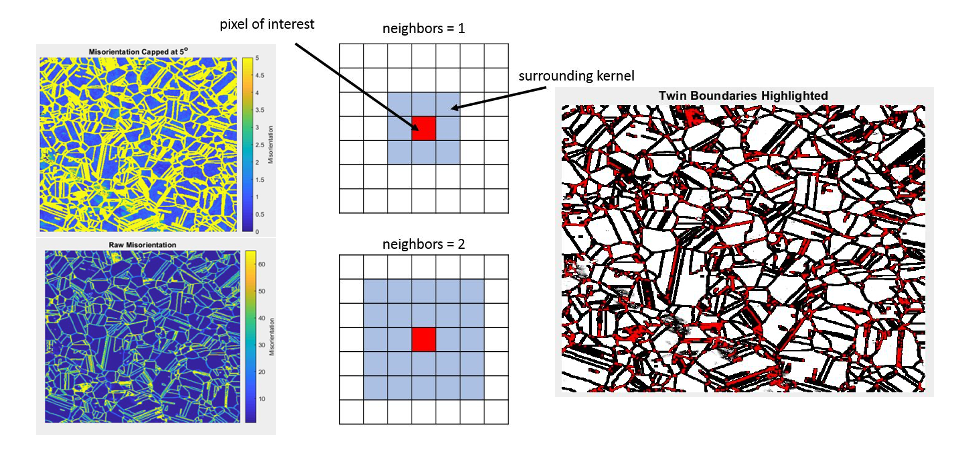 pixel of interest
neighbors = 1
surrounding kernel
Misorientation Capped at 5°
5
4.5
4
3.5
3
2.5
2
1.5
1
0.5
0
Misorientation
Raw Misorientation
60
50
40
30
20
10
Misorientation
neighbors = 2
Twin Boundaries Highlighted